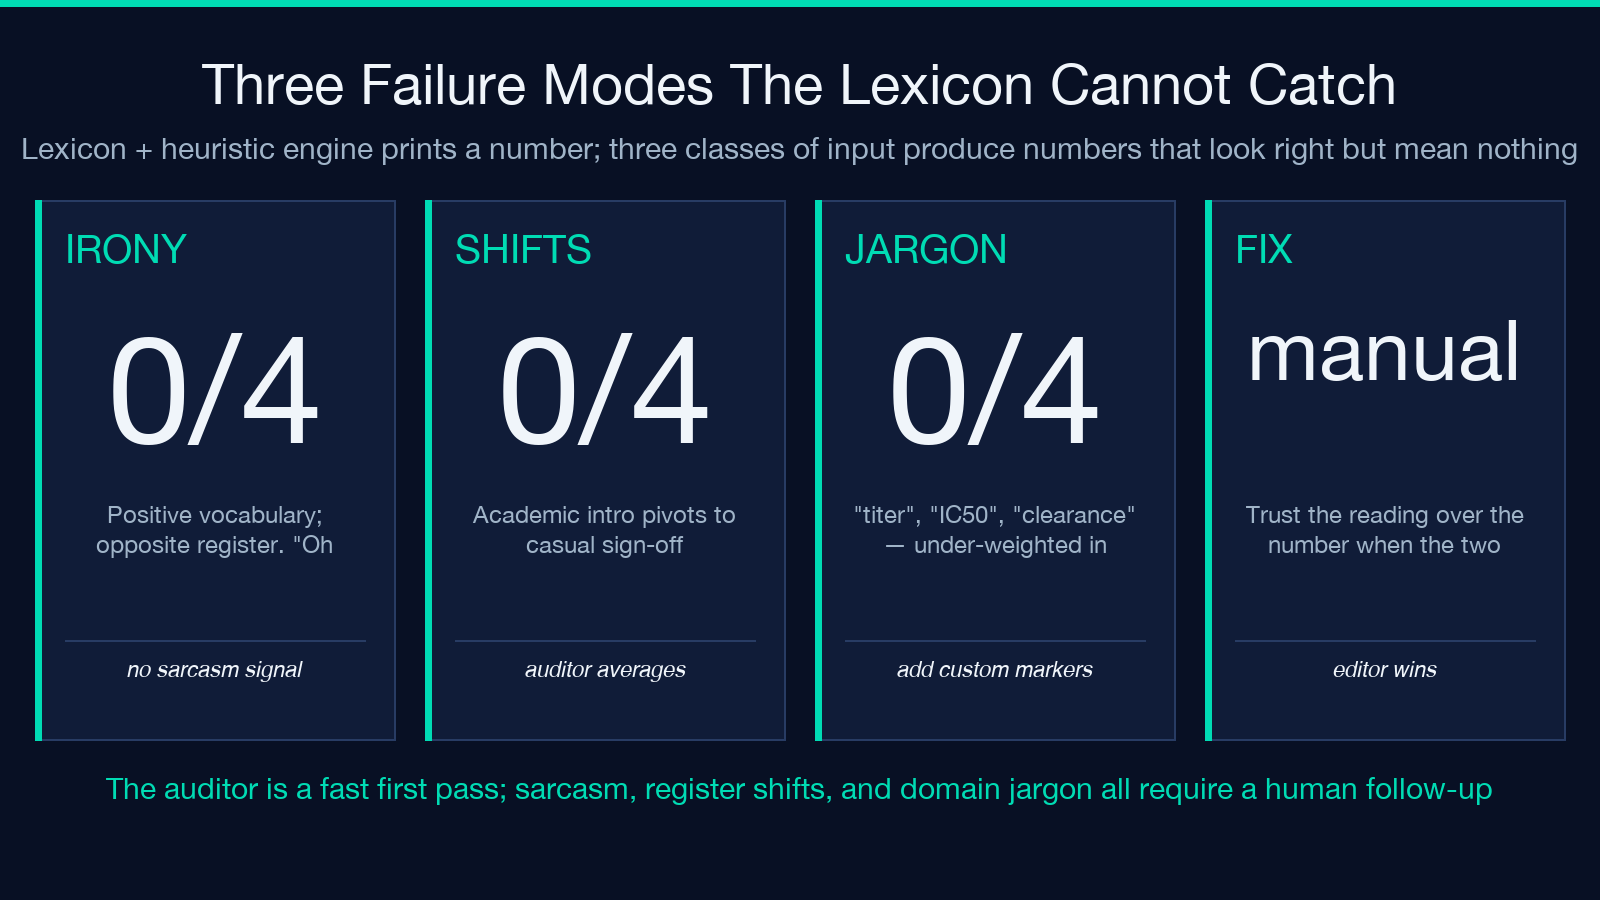 Three Failure Modes The Lexicon Cannot Catch
Lexicon + heuristic engine prints a number; three classes of input produce numbers that look right but mean nothing
IRONY
0/4
Positive vocabulary;
opposite register. "Oh
no sarcasm signal
SHIFTS
0/4
Academic intro pivots to
casual sign-off
auditor averages
JARGON
0/4
"titer", "IC50", "clearance"
— under-weighted in
add custom markers
FIX
manual
Trust the reading over the
number when the two
editor wins
The auditor is a fast first pass; sarcasm, register shifts, and domain jargon all require a human follow-up